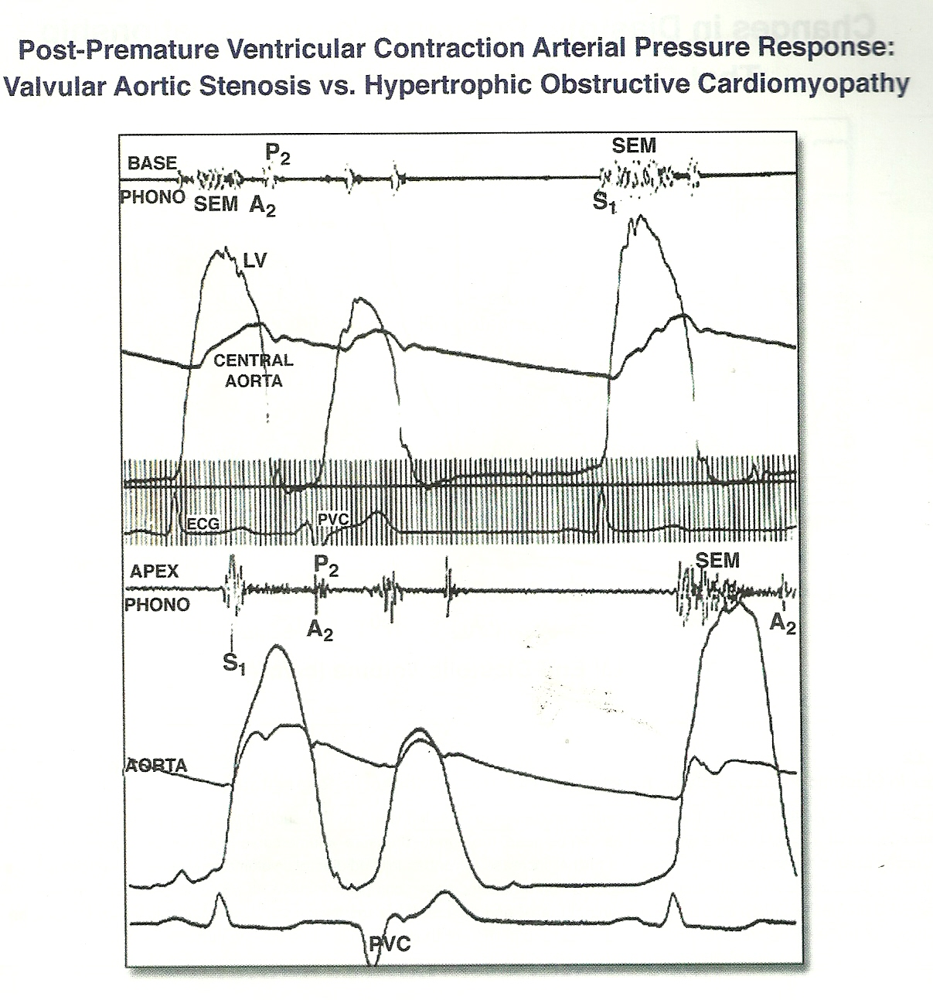 Post-Premature Ventricular Contraction Arterial Pressure Response:
Valvular Aortic Stenosis vs. Hypertrophic Obstructive Cardiomyopathy
BASE
PHONO
P2
SEM A2
SEM
S1
LV
CENTRAL
AORTA
ECG
PVC
APEX
PHONO
P2
A2
S1
SEM
A2
AORTA
PVC